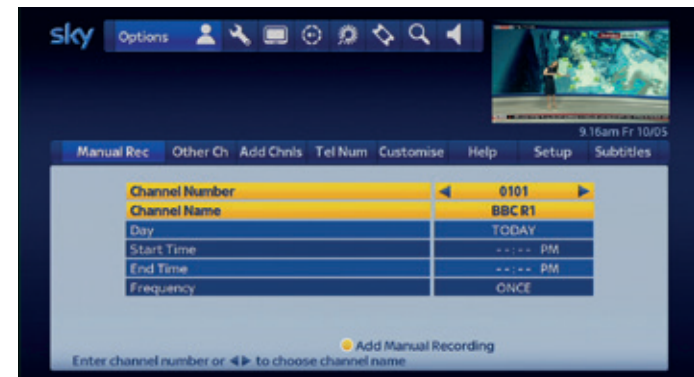 sky Options
9.16am Fr 10/05
Manual Rec Other Ch Add Chnls Tel Num Customise Help Setup Subtitles
Channel Number 0101
Channel Name BBC R1
Day TODAY
Start Time --:-- PM
End Time --:-- PM
Frequency ONCE
Add Manual Recording
Enter channel number or ◀▶ to choose channel name